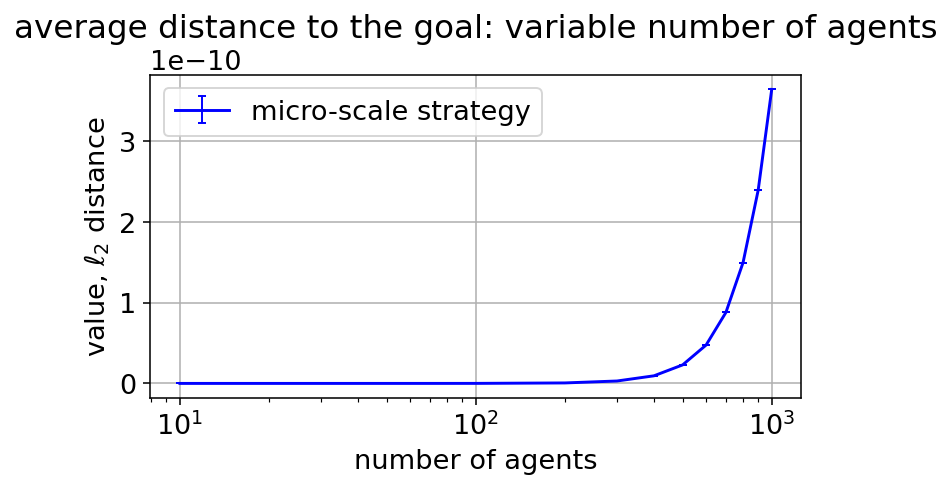 average distance to the goal: variable number of agents
1e−10
micro-scale strategy
3
2
1
0
value, ℓ₂ distance
10¹
10²
10³
number of agents